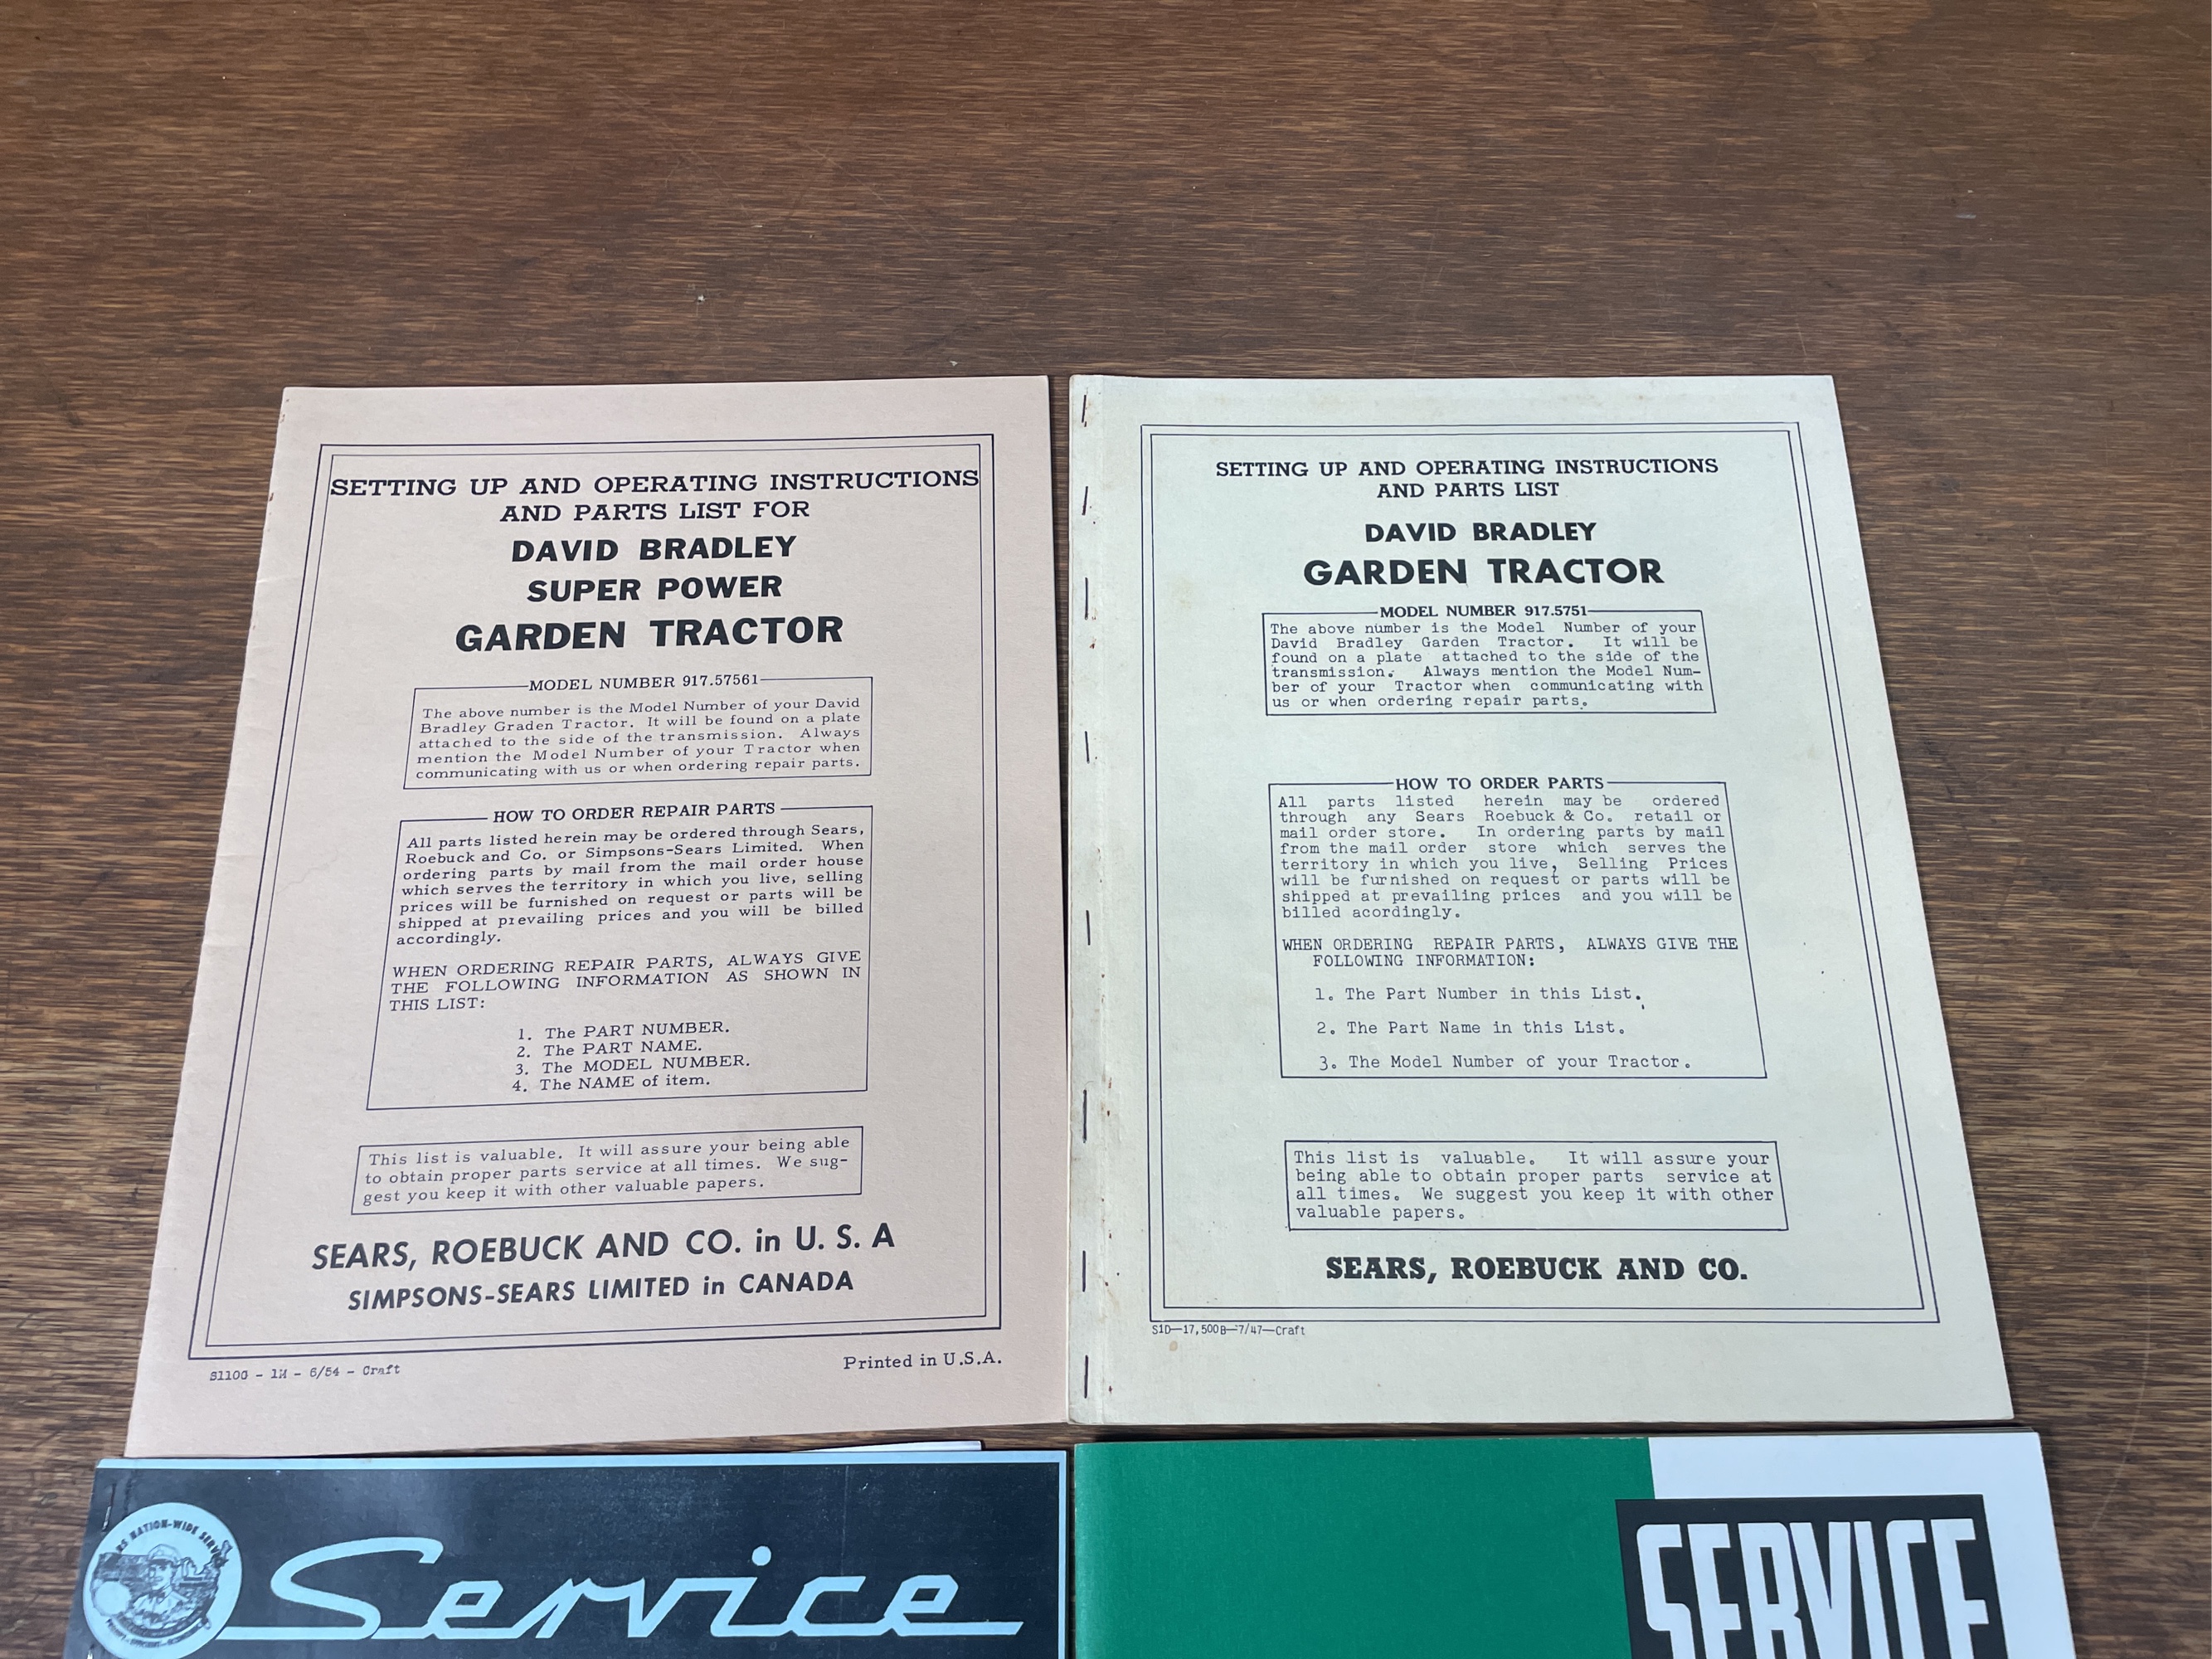 SETTING UP AND OPERATING INSTRUCTIONS
AND PARTS LIST FOR
DAVID BRADLEY
SUPER POWER
GARDEN TRACTOR
MODEL NUMBER 917.57561
The above number is the Model Number of your David
Bradley Graden Tractor. It will be found on a plate
attached to the side of the transmission. Always
mention the Model Number of your Tractor when
communicating with us or when ordering repair parts.
HOW TO ORDER REPAIR PARTS
All parts listed herein may be ordered through Sears,
Roebuck and Co. or Simpsons-Sears Limited. When
ordering parts by mail from the mail order house
which serves the territory in which you live, selling
prices will be furnished on request or parts will be
shipped at prevailing prices and you will be billed
accordingly.
WHEN ORDERING REPAIR PARTS, ALWAYS GIVE
THE FOLLOWING INFORMATION AS SHOWN IN
THIS LIST:
1. The PART NUMBER.
2. The PART NAME.
3. The MODEL NUMBER.
4. The NAME of item.
This list is valuable. It will assure your being able
to obtain proper parts service at all times. We sug-
gest you keep it with other valuable papers.
SEARS, ROEBUCK AND CO. in U. S. A
SIMPSONS-SEARS LIMITED in CANADA
- 1M - 6/54 - Craft
Printed in U.S.A.
SETTING UP AND OPERATING INSTRUCTIONS
AND PARTS LIST
DAVID BRADLEY
GARDEN TRACTOR
MODEL NUMBER 917.5751
The above number is the Model Number of your
David Bradley Garden Tractor. It will be
found on a plate attached to the side of the
transmission. Always mention the Model Num-
ber of your Tractor when communicating with
us or when ordering repair parts.
HOW TO ORDER PARTS
All parts listed herein may be ordered
through any Sears Roebuck & Co. retail or
mail order store. In ordering parts by mail
from the mail order store which serves the
territory in which you live, Selling Prices
will be furnished on request or parts will be
shipped at prevailing prices and you will be
billed acordingly.
WHEN ORDERING REPAIR PARTS, ALWAYS GIVE THE
FOLLOWING INFORMATION:
1. The Part Number in this List.
2. The Part Name in this List.
3. The Model Number of your Tractor.
This list is valuable. It will assure your
being able to obtain proper parts service at
all times. We suggest you keep it with other
valuable papers.
SEARS, ROEBUCK AND CO.
S1D—17,500B—7/47—Craft
NATION-WIDE
Service
SERVICE